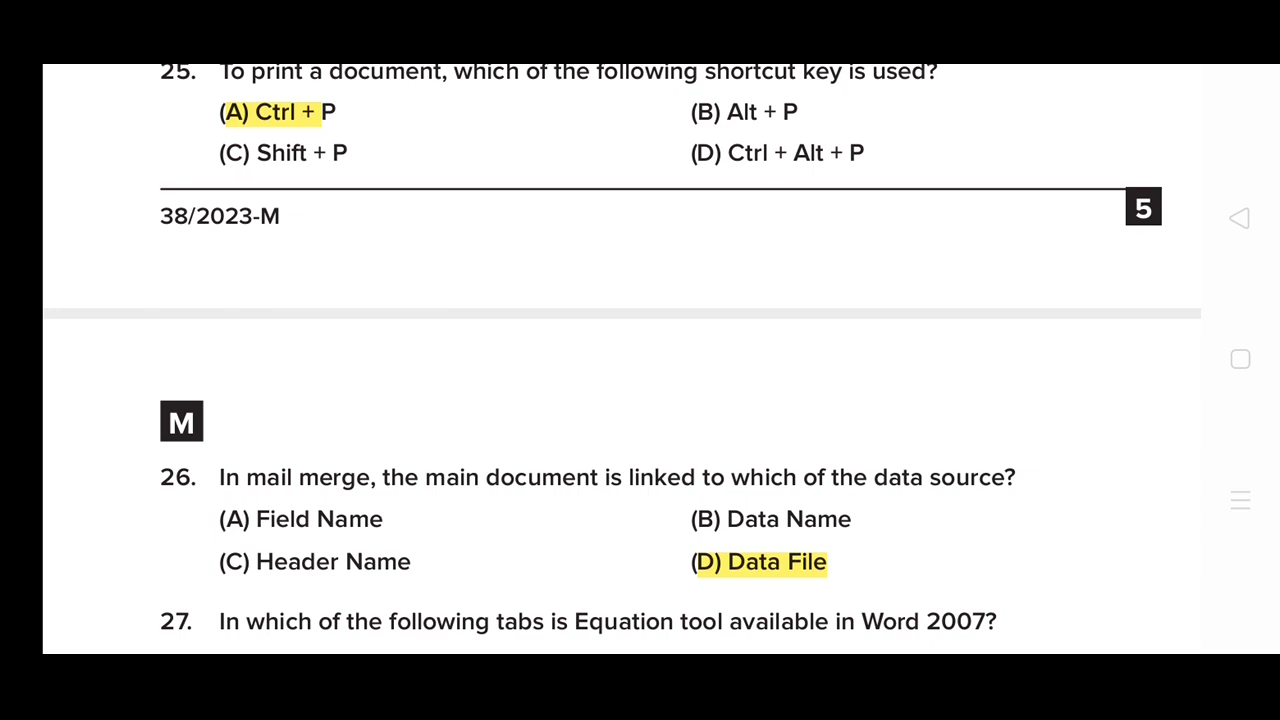 25. To print a document, which of the following shortcut key is used?
(A) Ctrl + P (B) Alt + P
(C) Shift + P (D) Ctrl + Alt + P
38/2023-M 5
M
26. In mail merge, the main document is linked to which of the data source?
(A) Field Name (B) Data Name
(C) Header Name (D) Data File
27. In which of the following tabs is Equation tool available in Word 2007?